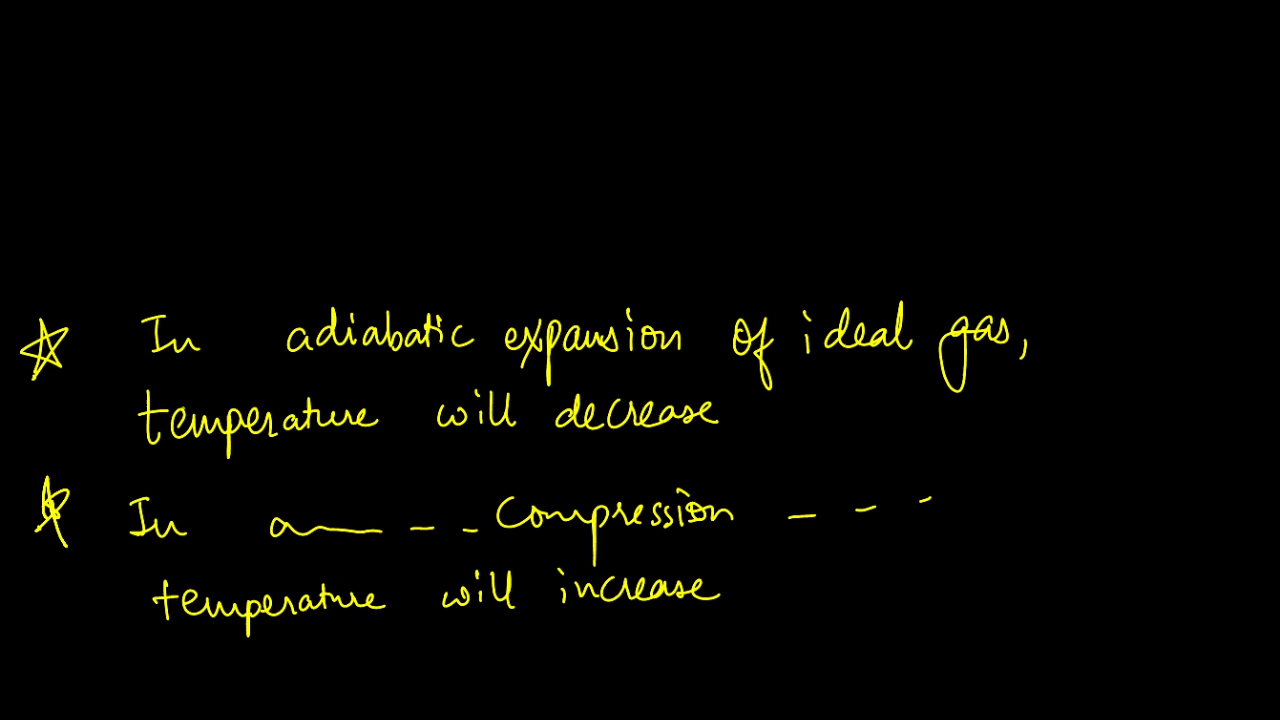 ☆ In adiabatic expansion of ideal gas,
temperature will decrease
☆ In a - - Compression - - -
temperature will increase